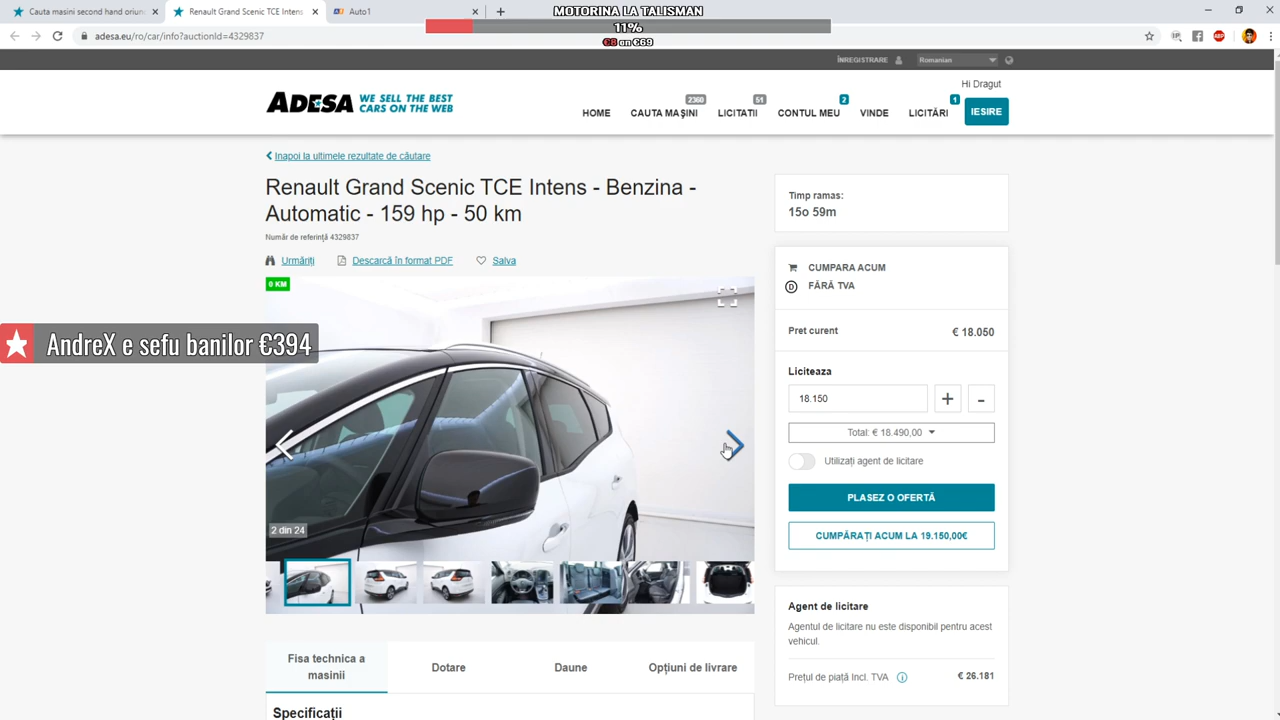 Cauta masini second hand oriun
Renault Grand Scenic TCE Intens
Auto1
MOTORINA LA TALISMAN
11%
€8 an €69
adesa.eu/ro/car/info?auctionId=4329837
ÎNREGISTRARE
Romanian
Hi Dragut
ADESA WE SELL THE BEST
CARS ON THE WEB
HOME
CAUTA MAȘINI 2360
LICITATII 51
CONTUL MEU 2
VINDE
LICITĂRI 1
IESIRE
Inapoi la ultimele rezultate de căutare
Renault Grand Scenic TCE Intens - Benzina -
Automatic - 159 hp - 50 km
Număr de referință 4329837
Urmăriți
Descarcă în format PDF
Salva
0 KM
AndreX e sefu banilor €394
2 din 24
Fisa technica a
masinii
Dotare
Daune
Opțiuni de livrare
Specificații
Timp ramas:
15o 59m
CUMPARA ACUM
D FĂRĂ TVA
Pret curent € 18.050
Liciteaza
18.150 + -
Total: € 18.490,00
Utilizați agent de licitare
PLASEZ O OFERTĂ
CUMPĂRAȚI ACUM LA 19.150,00€
Agent de licitare
Agentul de licitare nu este disponibil pentru acest
vehicul.
Prețul de piață Incl. TVA € 26.181